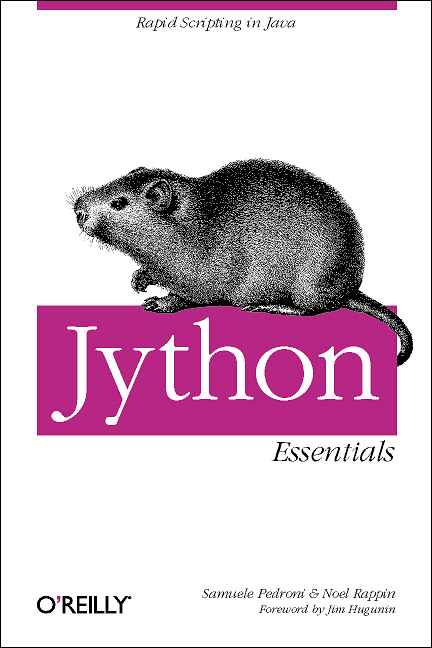 Rapid Scripting in Java
Jython
Essentials
Samuele Pedroni & Noel Rappin
Foreword by Jim Hugunin
O'REILLY®